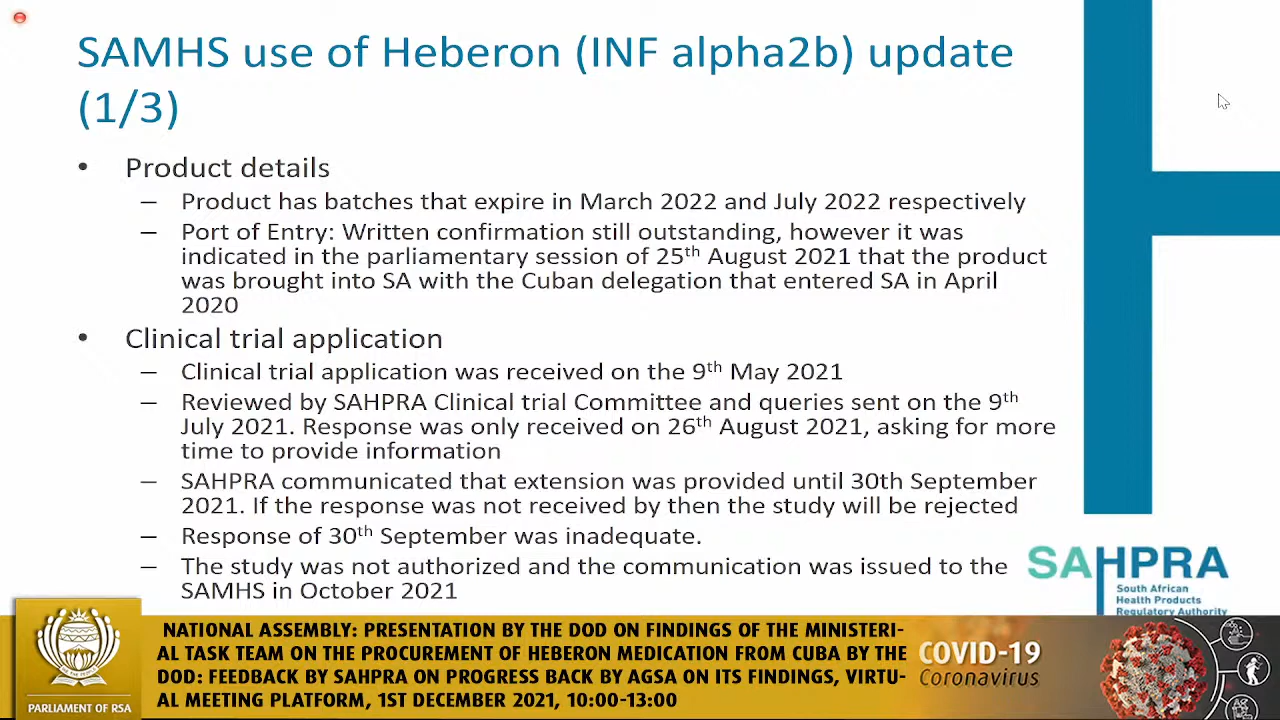 SAMHS use of Heberon (INF alpha2b) update
(1/3)
• Product details
– Product has batches that expire in March 2022 and July 2022 respectively
– Port of Entry: Written confirmation still outstanding, however it was
indicated in the parliamentary session of 25th August 2021 that the product
was brought into SA with the Cuban delegation that entered SA in April
2020
• Clinical trial application
– Clinical trial application was received on the 9th May 2021
– Reviewed by SAHPRA Clinical trial Committee and queries sent on the 9th
July 2021. Response was only received on 26th August 2021, asking for more
time to provide information
– SAHPRA communicated that extension was provided until 30th September
2021. If the response was not received by then the study will be rejected
– Response of 30th September was inadequate.
– The study was not authorized and the communication was issued to the
SAMHS in October 2021
SAHPRA
South African
Health Products
Regulatory Authority
NATIONAL ASSEMBLY: PRESENTATION BY THE DOD ON FINDINGS OF THE MINISTERI-
AL TASK TEAM ON THE PROCUREMENT OF HEBERON MEDICATION FROM CUBA BY THE
DOD: FEEDBACK BY SAHPRA ON PROGRESS BACK BY AGSA ON ITS FINDINGS, VIRTU-
AL MEETING PLATFORM, 1ST DECEMBER 2021, 10:00-13:00
PARLIAMENT OF RSA
COVID-19
Coronavirus